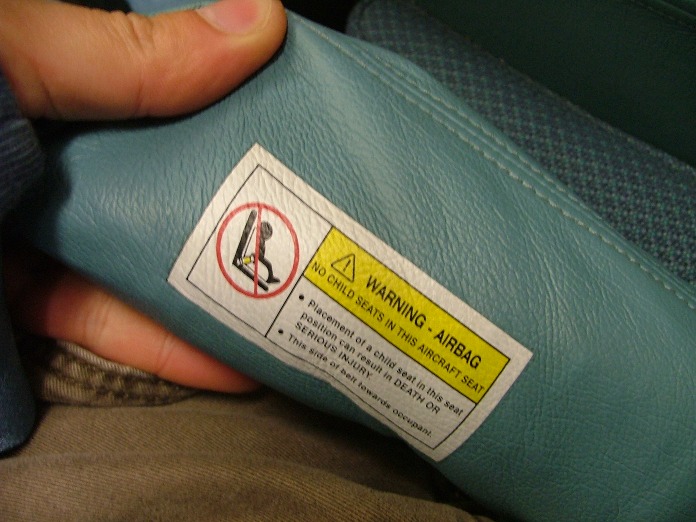 WARNING - AIRBAG
NO CHILD SEATS IN THIS AIRCRAFT SEAT
• Placement of a child seat in this seat
position can result in DEATH OR
SERIOUS INJURY.
• This side of belt towards occupant.